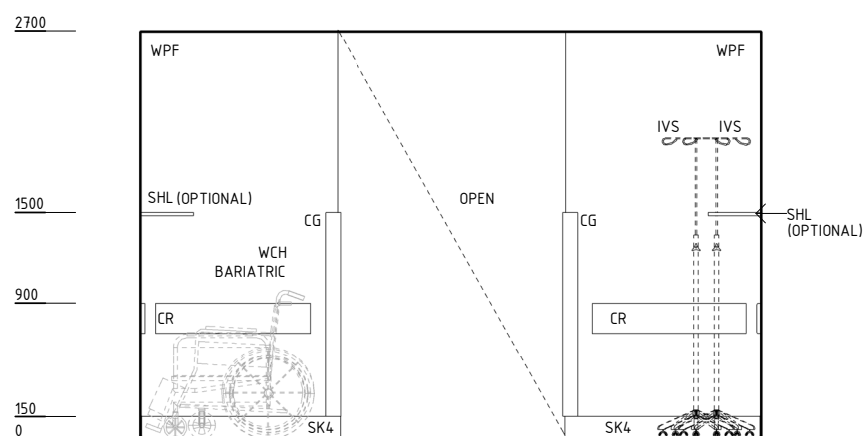 2700
WPF
WPF
IVS
IVS
SHL (OPTIONAL)
OPEN
1500
CG
CG
SHL
(OPTIONAL)
WCH
BARIATRIC
900
CR
CR
150
SK4
SK4
0